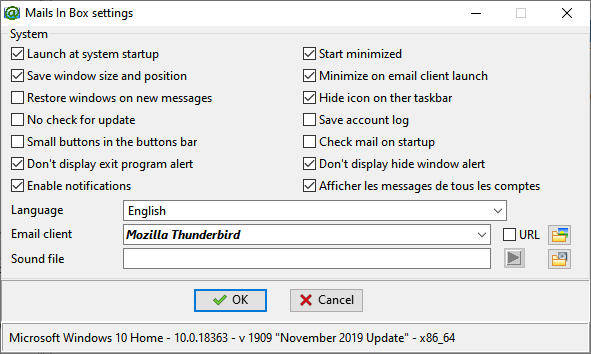 Mails In Box settings
System
Launch at system startup
Start minimized
Save window size and position
Minimize on email client launch
Restore windows on new messages
Hide icon on ther taskbar
No check for update
Save account log
Small buttons in the buttons bar
Check mail on startup
Don't display exit program alert
Don't display hide window alert
Enable notifications
Afficher les messages de tous les comptes
Language English
Email client Mozilla Thunderbird URL
Sound file
OK Cancel
Microsoft Windows 10 Home - 10.0.18363 - v 1909 "November 2019 Update" - x86_64